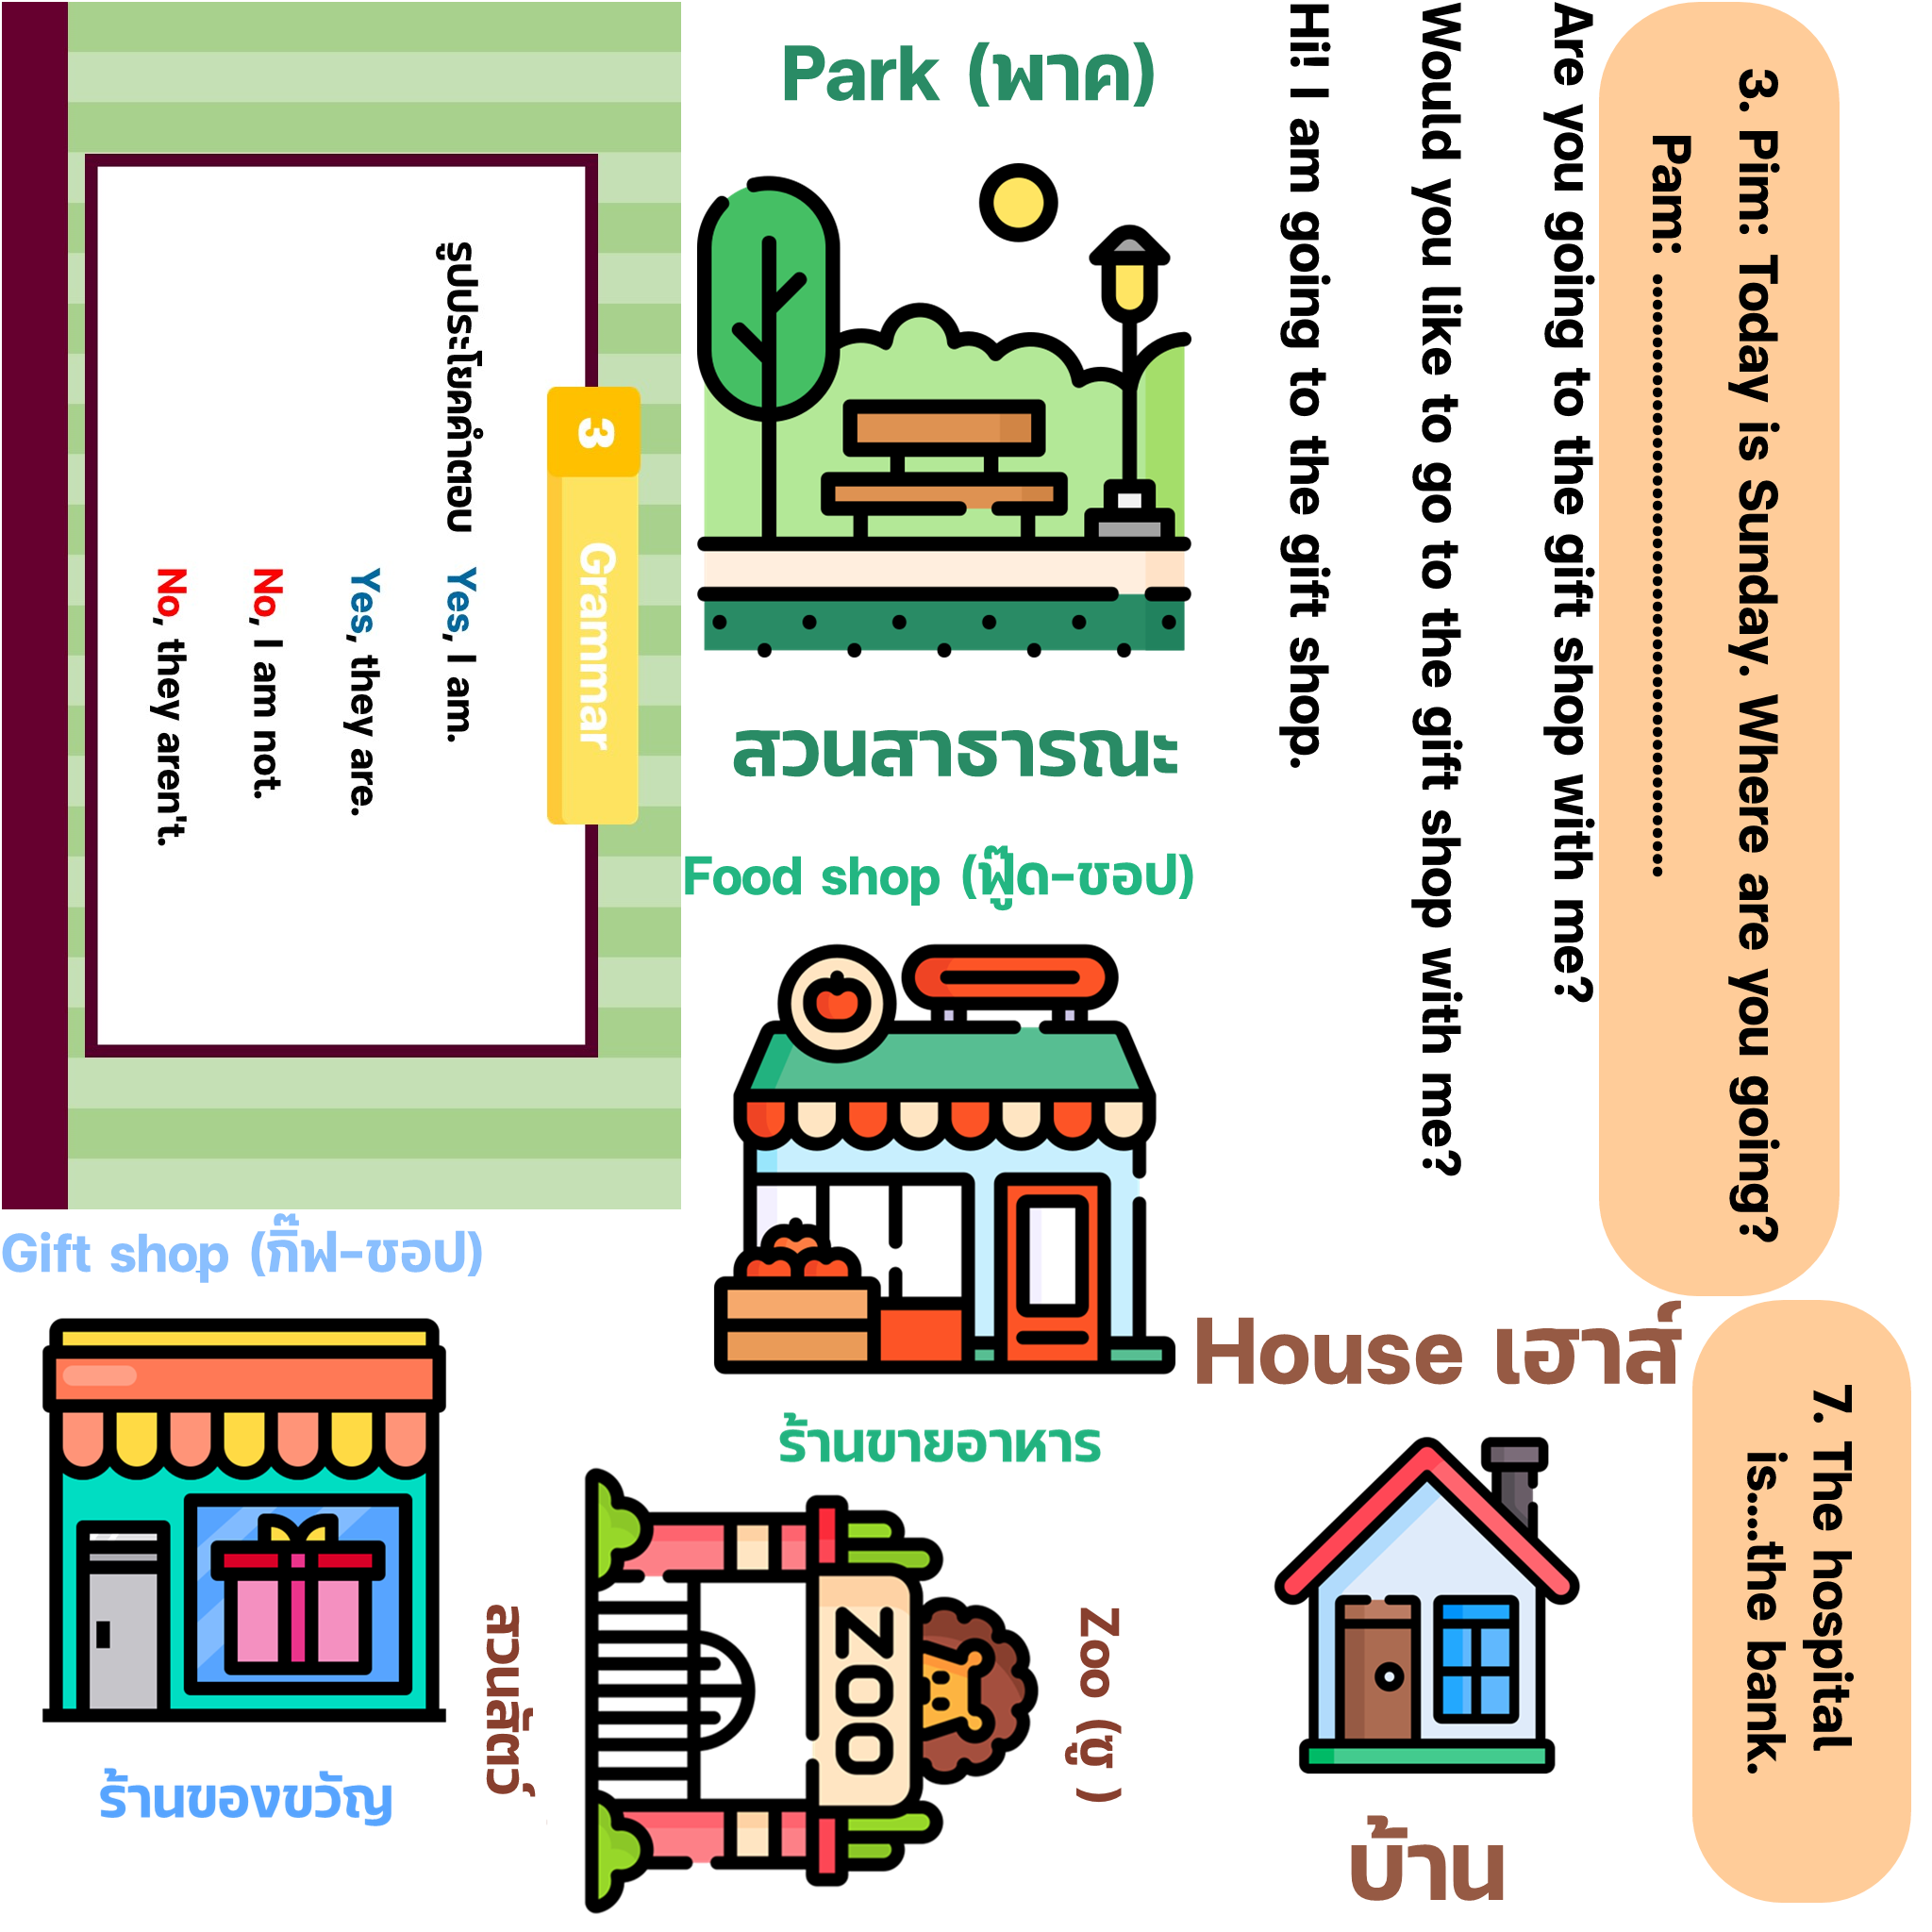 3. Pim: Today is Sunday. Where are you going?
Pam: ................................................
Are you going to the gift shop with me?
Would you like to go to the gift shop with me?
Hi! I am going to the gift shop.
Park (พาค)
สวนสาธารณะ
3 Grammar
รูปประโยคคำตอบ Yes, I am.
Yes, they are.
No, I am not.
No, they aren't.
Food shop (ฟู๊ด-ชอป)
ร้านขายอาหาร
Gift shop (กิ๊ฟ-ชอป)
ร้านของขวัญ
Zoo (ซู )
ZOO
สวนสัตว์
House เฮาส์
บ้าน
7. The hospital
is.....the bank.